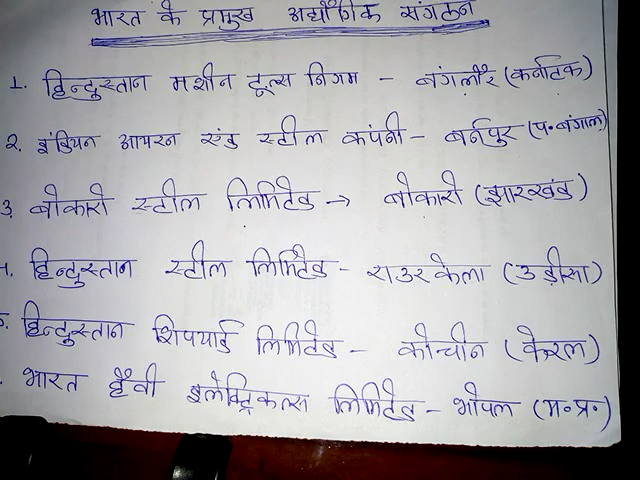 भारत के प्रमुख औद्यौगिक संगठन
1. हिन्दुस्तान मशीन टूल्स निगम - बंगलौर (कर्नाटक)
2. इंडियन आयरन एंड स्टील कंपनी - बर्नपुर (प.बंगाल)
3. बोकारो स्टील लिमिटेड → बोकारो (झारखंड)
4. हिन्दुस्तान स्टील लिमिटेड - राउरकेला (उड़ीसा)
5. हिन्दुस्तान शिपयार्ड लिमिटेड - कोचीन (केरल)
. भारत हैवी इलेक्ट्रिकल्स लिमिटेड - भोपल (म.प्र.)